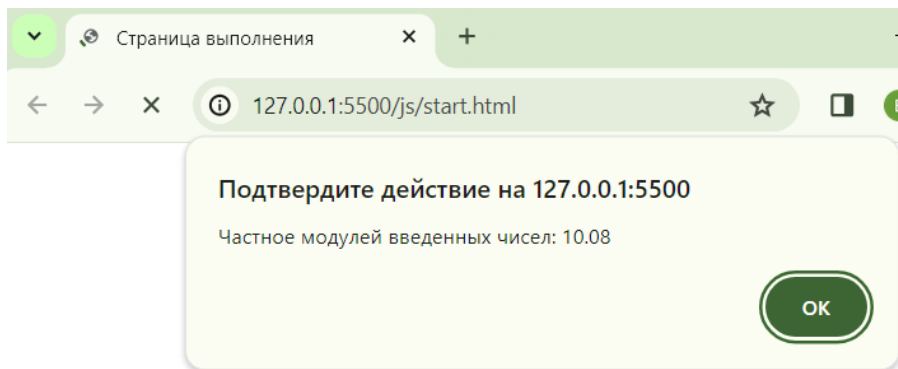 Страница выполнения
127.0.0.1:5500/js/start.html
Подтвердите действие на 127.0.0.1:5500
Частное модулей введенных чисел: 10.08
ОК